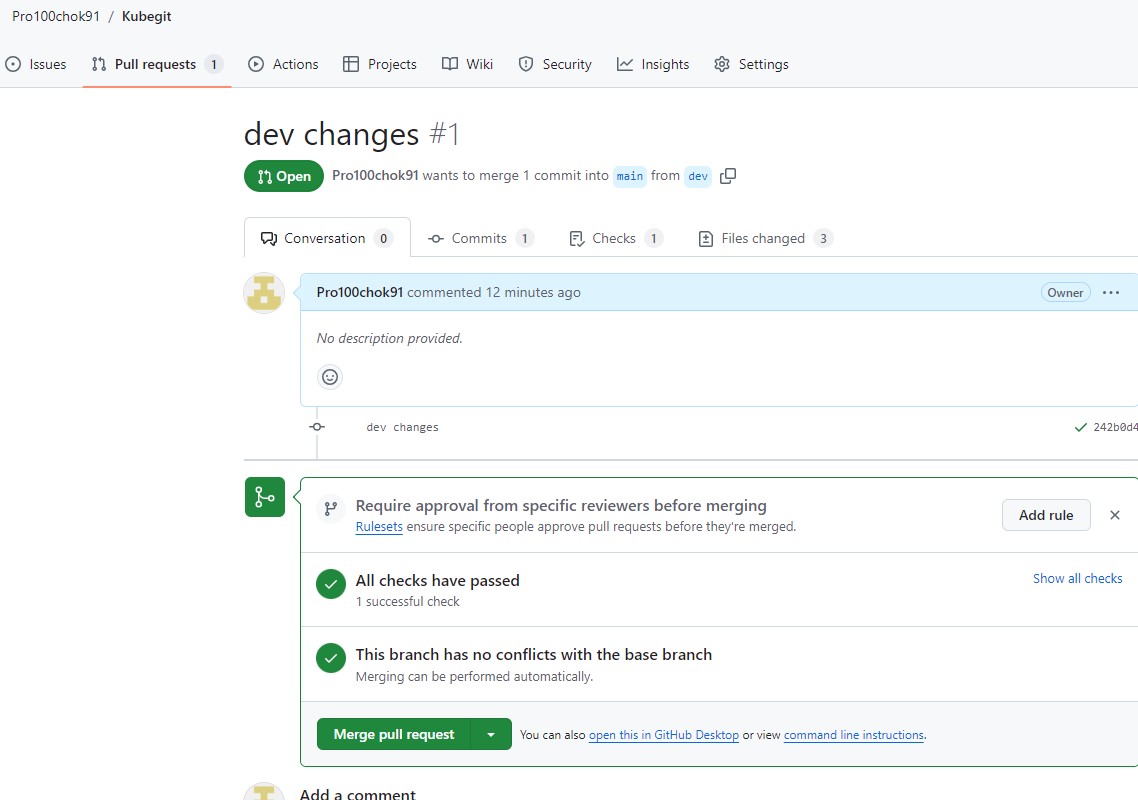 Pro100chok91 / Kubegit
Issues Pull requests 1 Actions Projects Wiki Security Insights Settings
dev changes #1
Open Pro100chok91 wants to merge 1 commit into main from dev
Conversation 0 Commits 1 Checks 1 Files changed 3
Pro100chok91 commented 12 minutes ago Owner
No description provided.
dev changes 242b0d4
Require approval from specific reviewers before merging
Rulesets ensure specific people approve pull requests before they're merged.
Add rule
All checks have passed
1 successful check
Show all checks
This branch has no conflicts with the base branch
Merging can be performed automatically.
Merge pull request You can also open this in GitHub Desktop or view command line instructions.
Add a comment